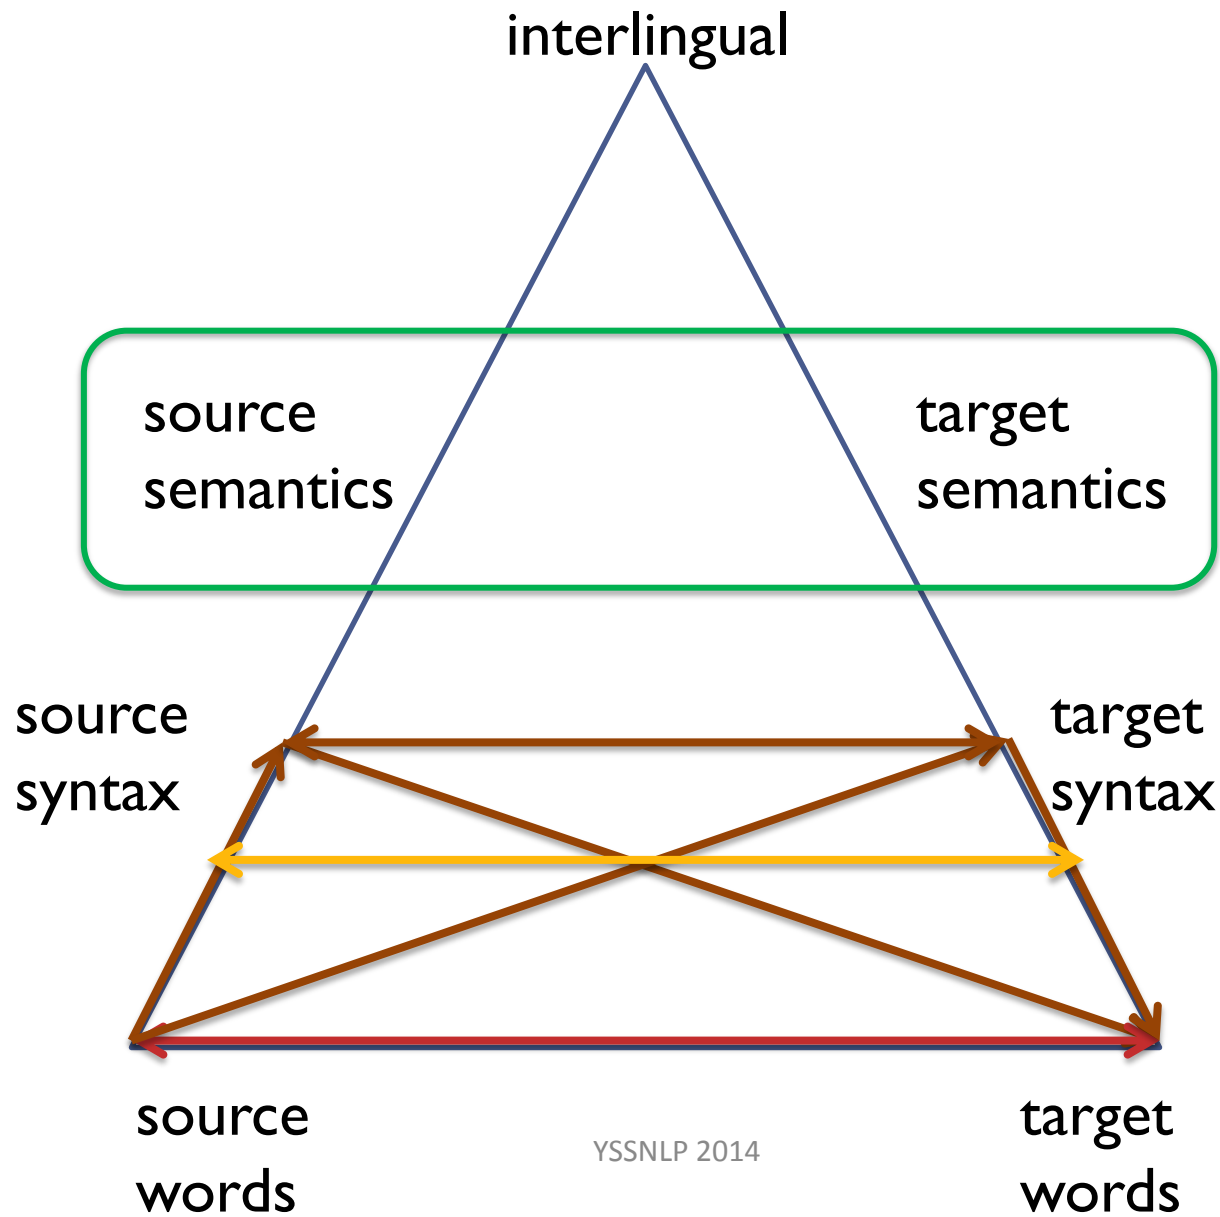 interlingual
source
semantics
target
semantics
source
syntax
target
syntax
source
words
target
words
YSSNLP 2014